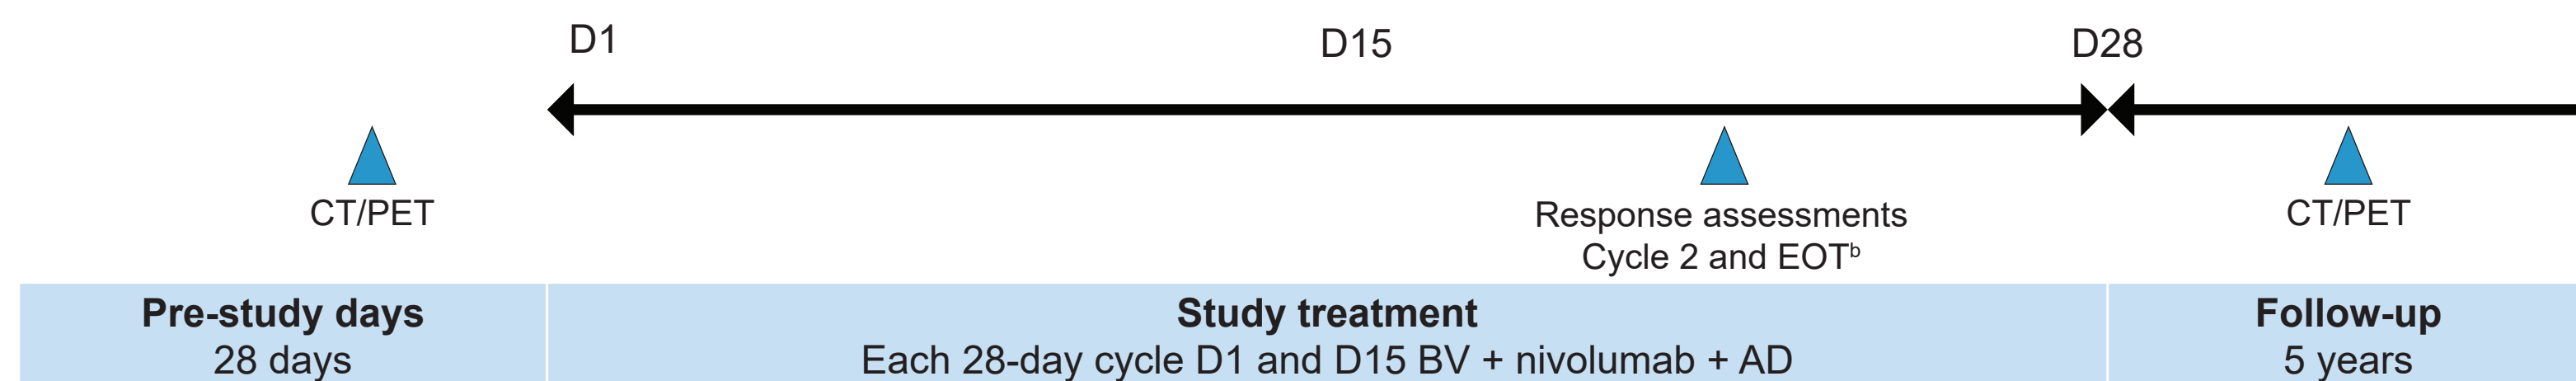 D1
D15
D28
CT/PET
Response assessments
Cycle 2 and EOTᵇ
CT/PET
Pre-study days
28 days
Study treatment
Each 28-day cycle D1 and D15 BV + nivolumab + AD
Follow-up
5 years